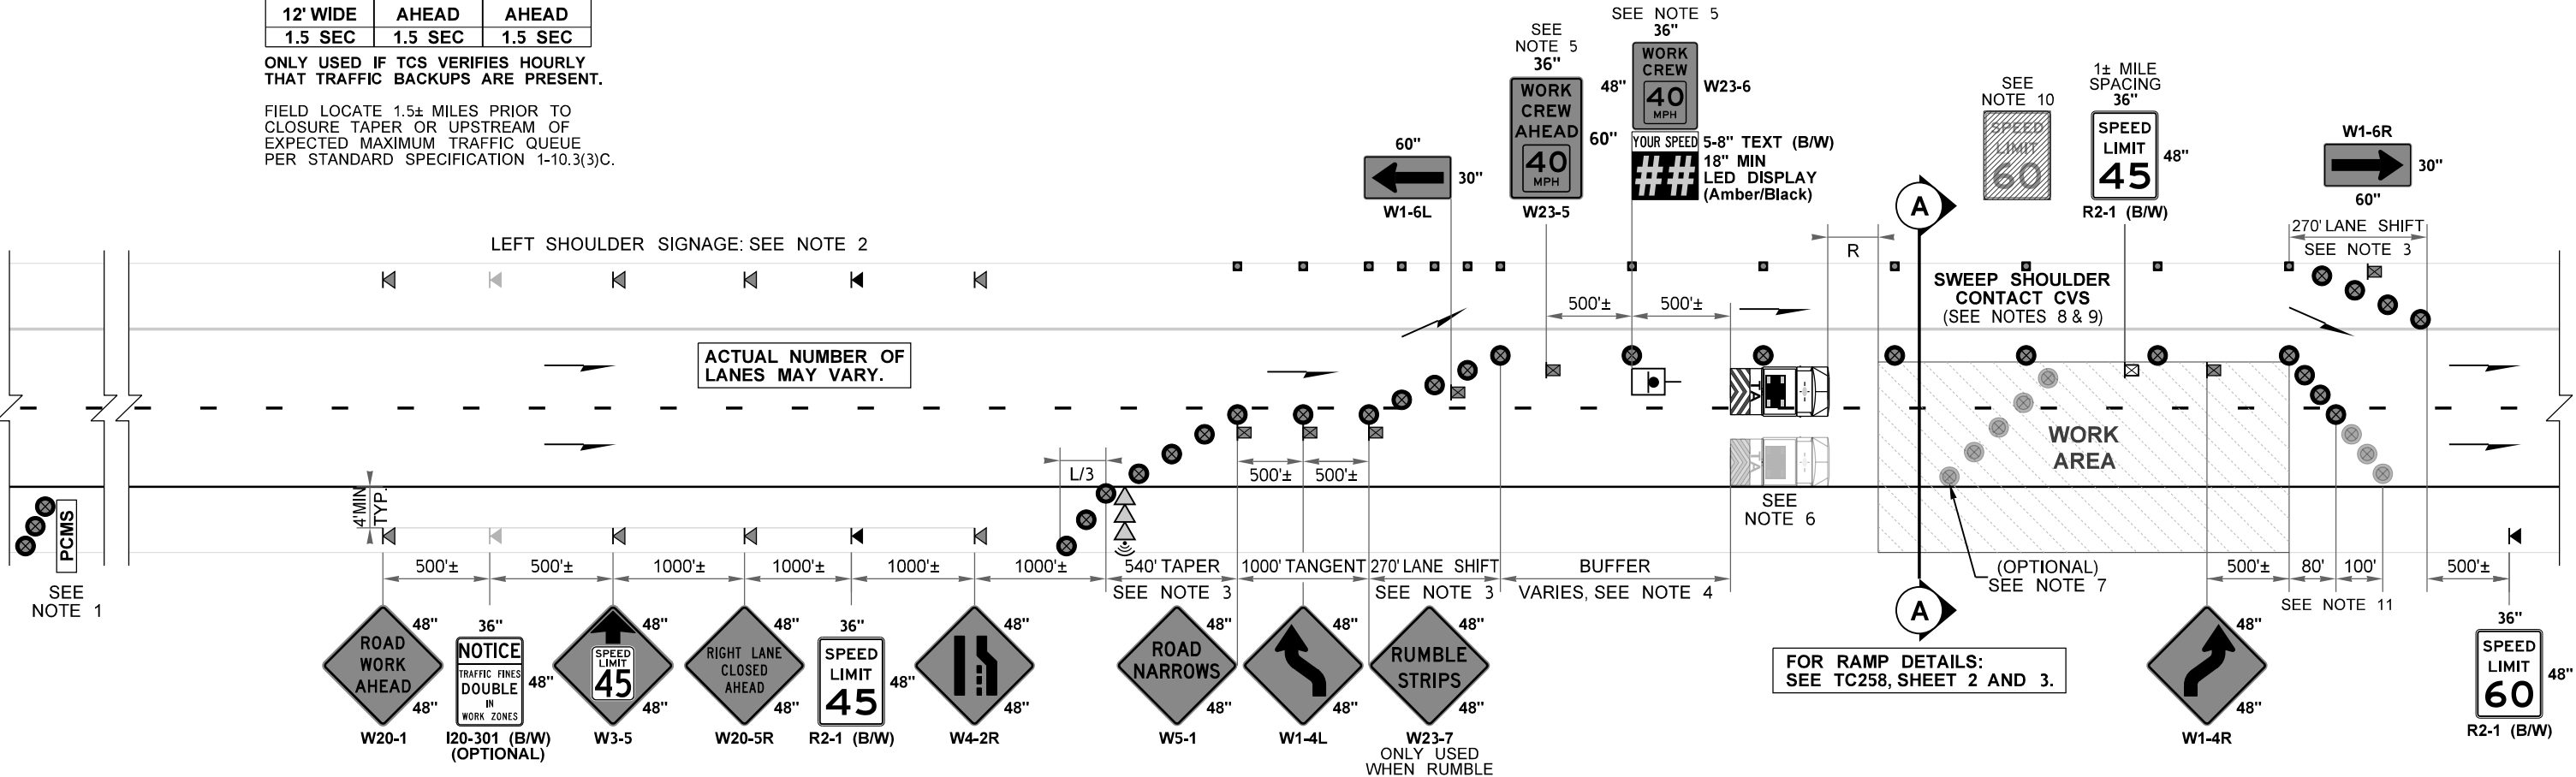 12' WIDE AHEAD AHEAD
1.5 SEC 1.5 SEC 1.5 SEC
ONLY USED IF TCS VERIFIES HOURLY
THAT TRAFFIC BACKUPS ARE PRESENT.
FIELD LOCATE 1.5± MILES PRIOR TO
CLOSURE TAPER OR UPSTREAM OF
EXPECTED MAXIMUM TRAFFIC QUEUE
PER STANDARD SPECIFICATION 1-10.3(3)C.
60"
30"
W1-6L
SEE
NOTE 5
36"
WORK
CREW
AHEAD
40
MPH
60"
W23-5
SEE NOTE 5
36"
WORK
CREW
40
MPH
48"
W23-6
YOUR SPEED
##
5-8" TEXT (B/W)
18" MIN
LED DISPLAY
(Amber/Black)
SEE
NOTE 10
SPEED
LIMIT
60
1± MILE
SPACING
36"
SPEED
LIMIT
45
48"
R2-1 (B/W)
W1-6R
30"
60"
LEFT SHOULDER SIGNAGE: SEE NOTE 2
R
A
270' LANE SHIFT
SEE NOTE 3
SWEEP SHOULDER
CONTACT CVS
(SEE NOTES 8 & 9)
500'± 500'±
ACTUAL NUMBER OF
LANES MAY VARY.
PCMS
SEE
NOTE 1
4'MIN
TYP.
L/3
500'± 500'±
TA
TA
SEE
NOTE 6
WORK
AREA
(OPTIONAL)
SEE NOTE 7
500'± 500'± 1000'± 1000'± 1000'± 1000'± 540' TAPER 1000' TANGENT 270' LANE SHIFT BUFFER 500'± 80' 100' 500'±
SEE NOTE 3
SEE NOTE 3
VARIES, SEE NOTE 4
SEE NOTE 11
A
ROAD
WORK
AHEAD
48"
48"
W20-1
36"
NOTICE
TRAFFIC FINES
DOUBLE
IN
WORK ZONES
48"
I20-301 (B/W)
(OPTIONAL)
SPEED
LIMIT
45
48"
48"
W3-5
RIGHT LANE
CLOSED
AHEAD
48"
48"
W20-5R
36"
SPEED
LIMIT
45
48"
R2-1 (B/W)
48"
48"
W4-2R
ROAD
NARROWS
48"
48"
W5-1
48"
48"
W1-4L
RUMBLE
STRIPS
48"
48"
W23-7
ONLY USED
WHEN RUMBLE
FOR RAMP DETAILS:
SEE TC258, SHEET 2 AND 3.
48"
48"
W1-4R
36"
SPEED
LIMIT
60
48"
R2-1 (B/W)